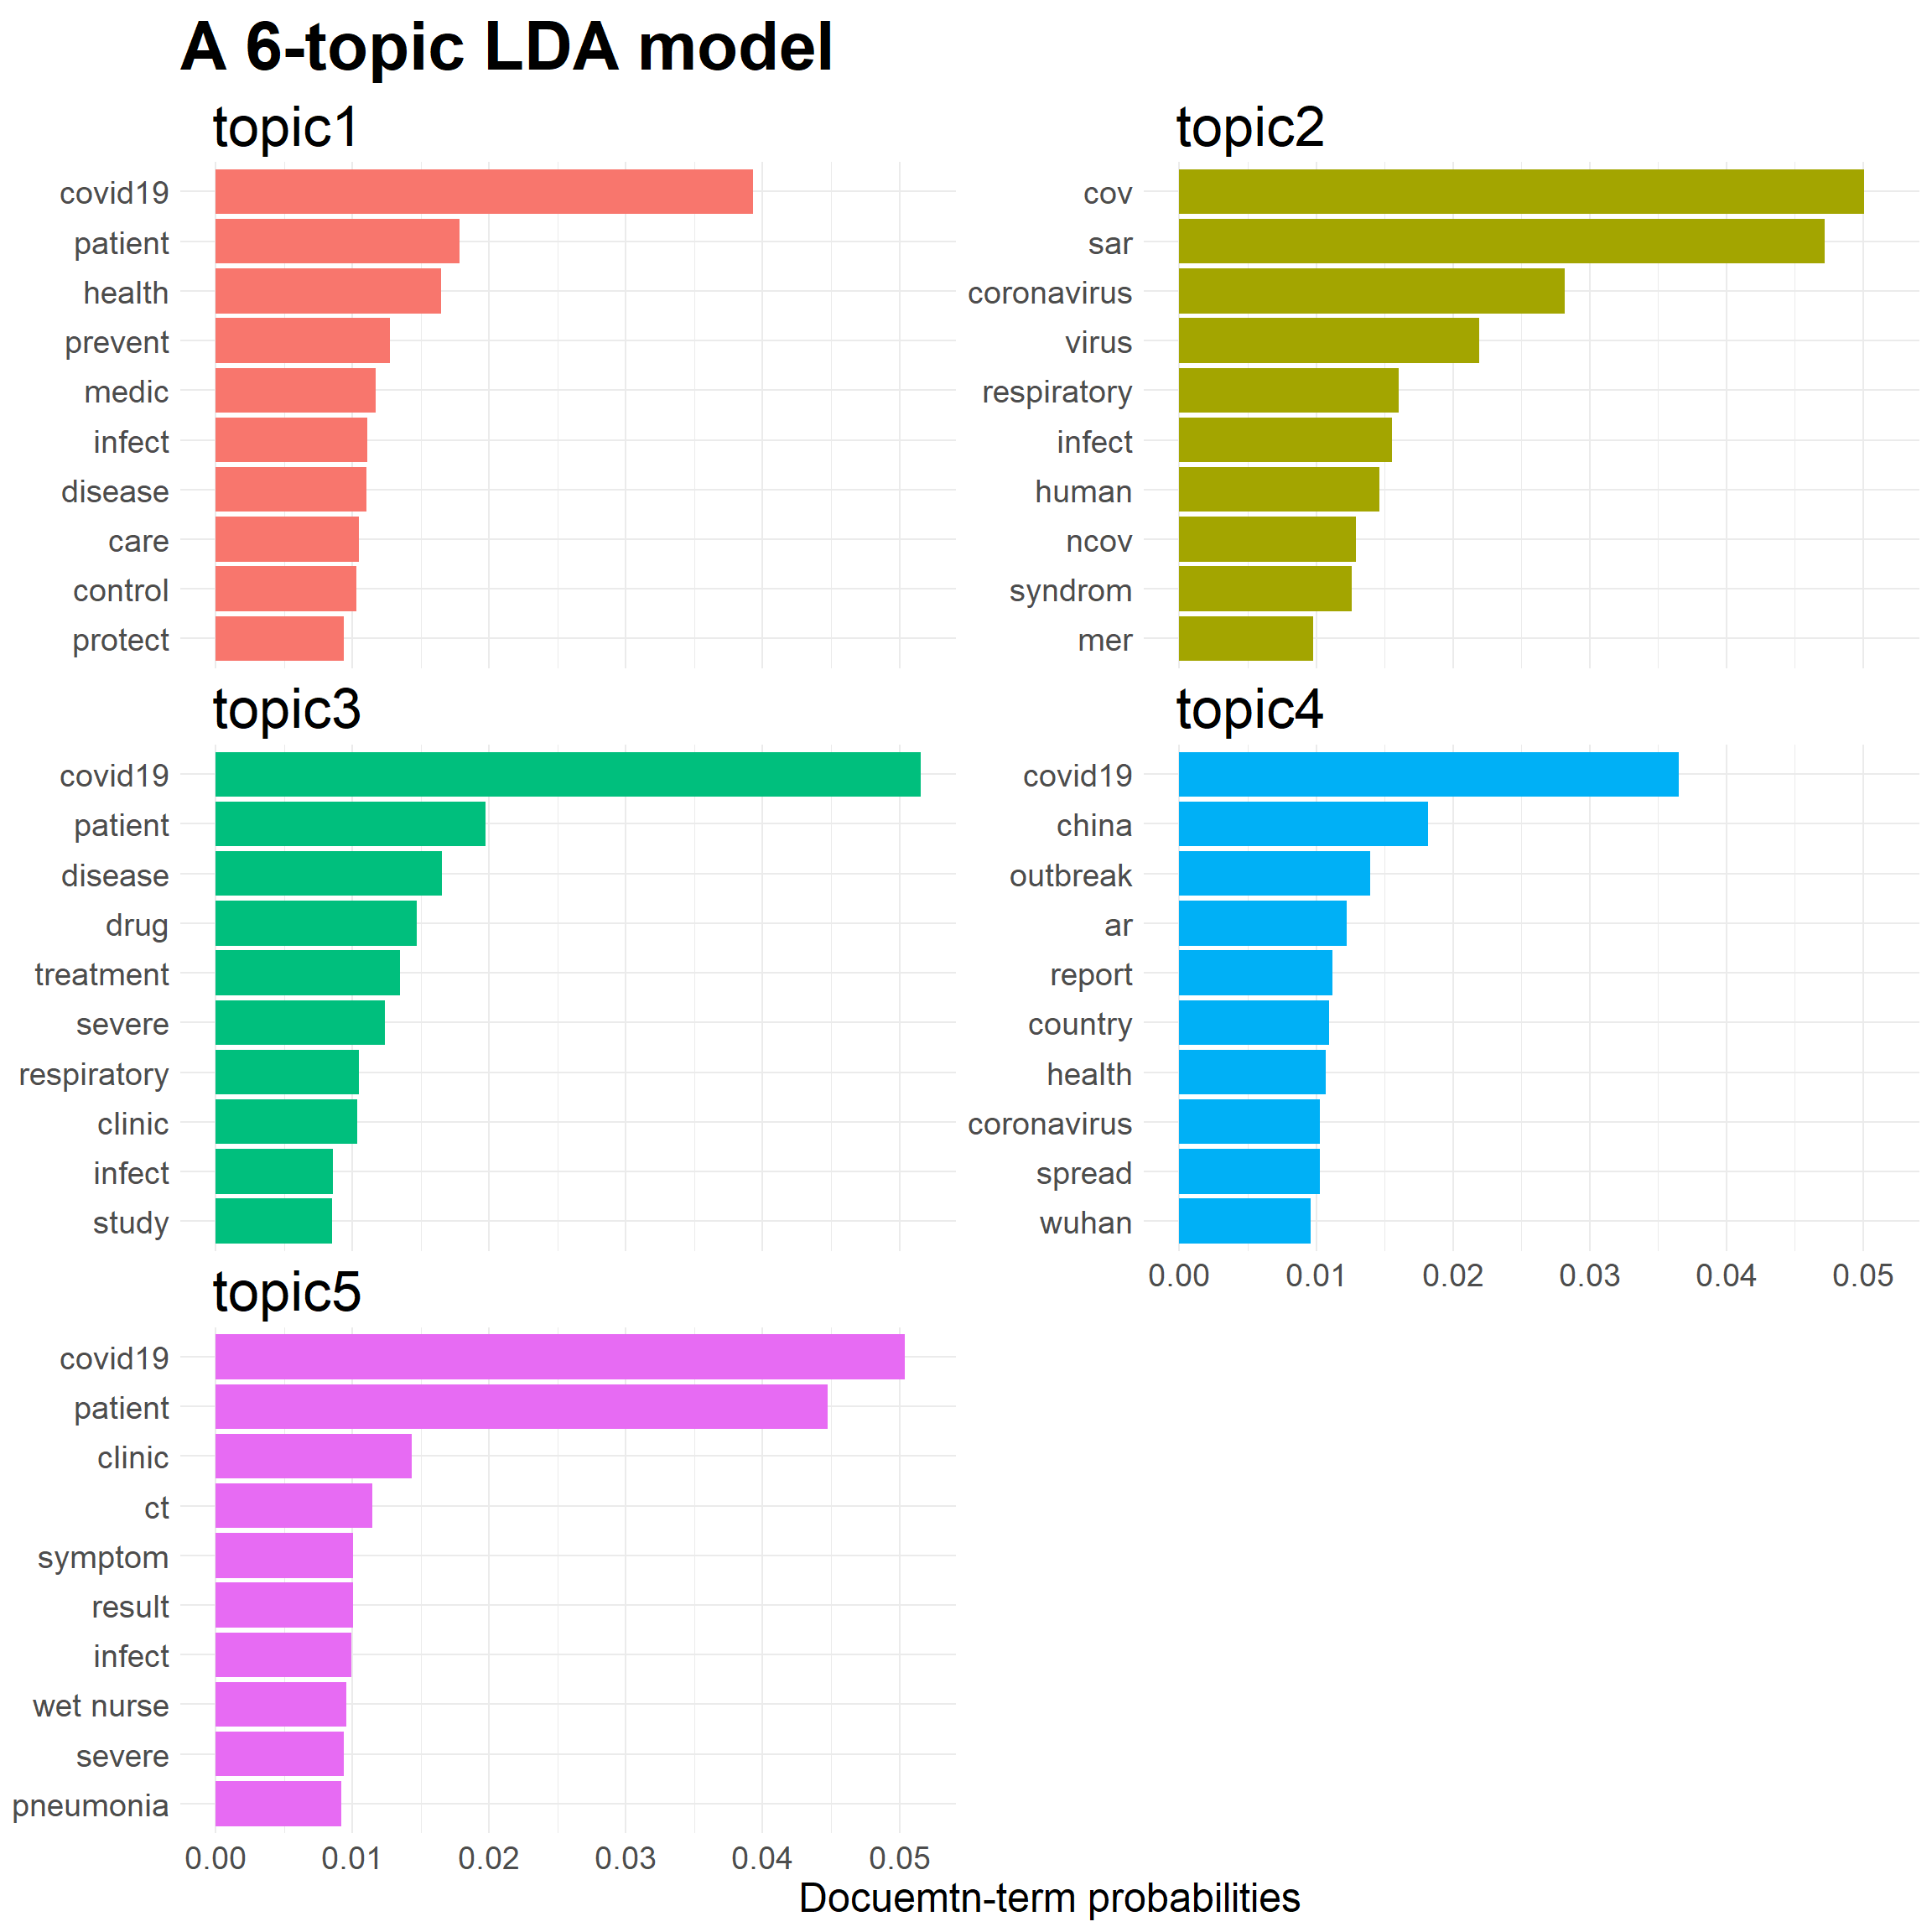 A 6-topic LDA model
topic1
covid19
patient
health
prevent
medic
infect
disease
care
control
protect
topic2
cov
sar
coronavirus
virus
respiratory
infect
human
ncov
syndrom
mer
topic3
covid19
patient
disease
drug
treatment
severe
respiratory
clinic
infect
study
topic4
covid19
china
outbreak
ar
report
country
health
coronavirus
spread
wuhan
0.00 0.01 0.02 0.03 0.04 0.05
topic5
covid19
patient
clinic
ct
symptom
result
infect
wet nurse
severe
pneumonia
0.00 0.01 0.02 0.03 0.04 0.05
Docuemtn-term probabilities